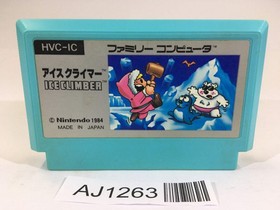 HVC-IC
ファミリー コンピュータ
アイスクライマー
ICE CLIMBER
© Nintendo 1984
MADE IN JAPAN
AJ1263